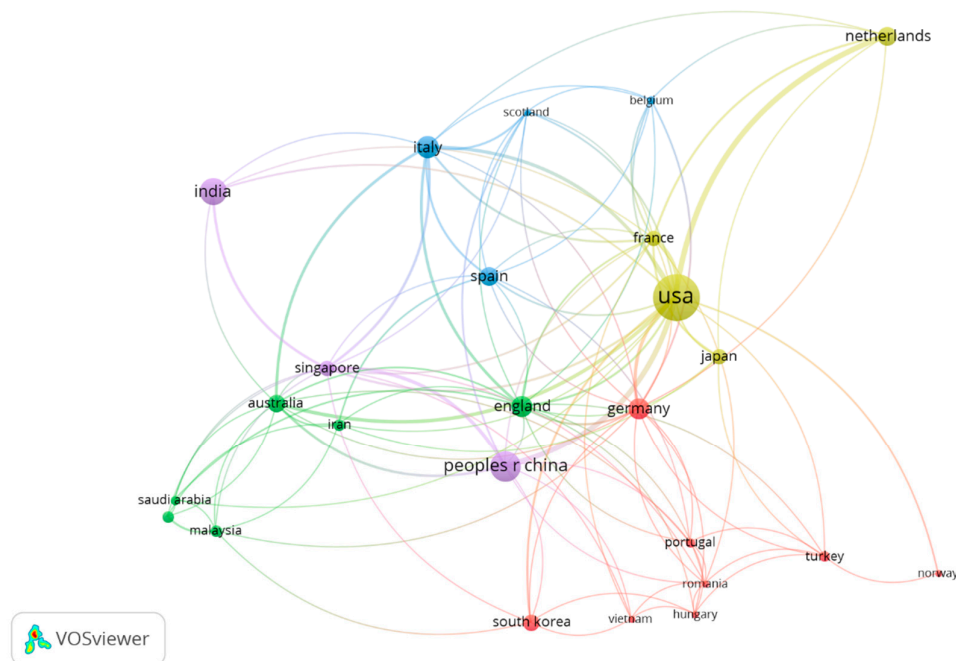 netherlands
belgium
scotland
italy
india
france
spain
usa
japan
singapore
australia
england
germany
iran
peoples r china
saudi arabia
malaysia
portugal
turkey
norway
romania
hungary
vietnam
south korea
VOSviewer